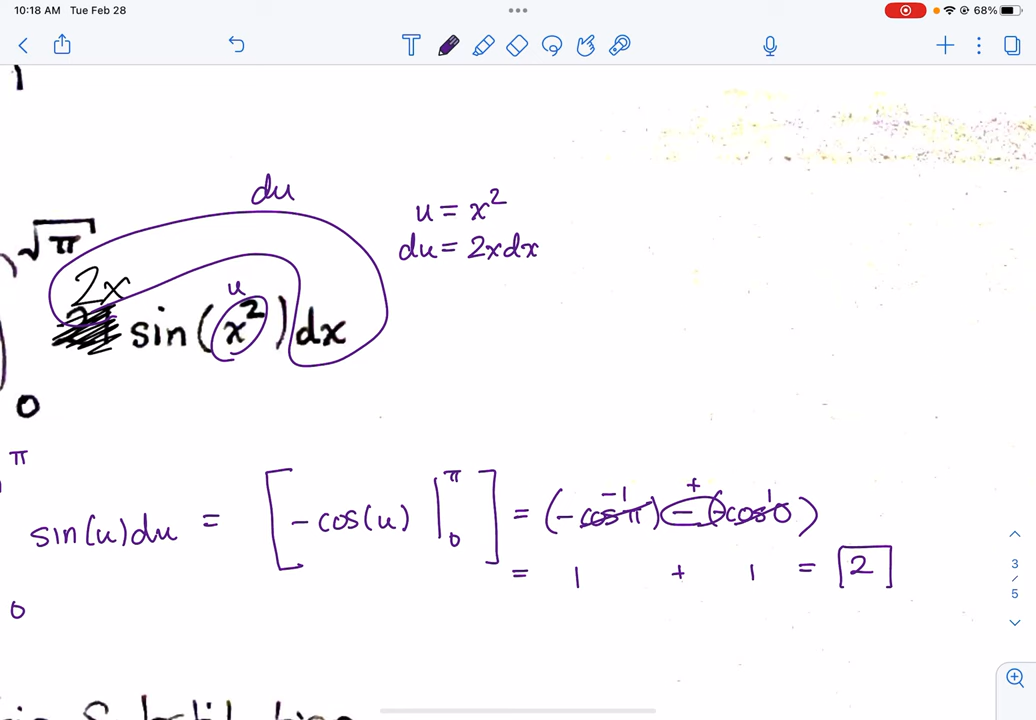 10:18 AM Tue Feb 28
68%
T
1
du
√π
u = x²
du = 2xdx
2x
u
sin(x²)dx
0
π
sin(u)du = [-cos(u) |₀^π] = (-cos π) - (-cos 0)
-1 + 1
= 1 + 1 = 2
0
3
/
5